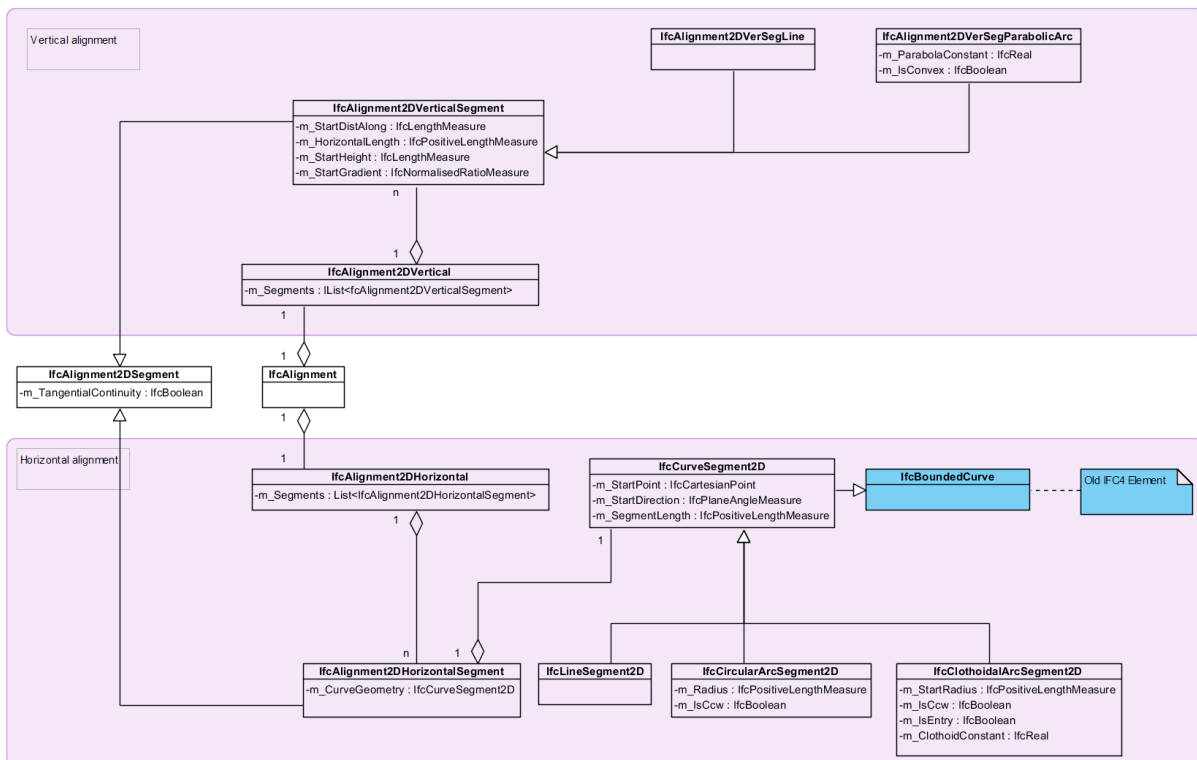 Vertical alignment
IfcAlignment2DVerSegLine
IfcAlignment2DVerSegParabolicArc
-m_ParabolaConstant : IfcReal
-m_IsConvex : IfcBoolean
IfcAlignment2DVerticalSegment
-m_StartDistAlong : IfcLengthMeasure
-m_HorizontalLength : IfcPositiveLengthMeasure
-m_StartHeight : IfcLengthMeasure
-m_StartGradient : IfcNormalisedRatioMeasure
n
1
IfcAlignment2DVertical
-m_Segments : IList<fcAlignment2DVerticalSegment>
1
1
IfcAlignment2DSegment
-m_TangentialContinuity : IfcBoolean
IfcAlignment
1
1
Horizontal alignment
IfcAlignment2DHorizontal
-m_Segments : List<IfcAlignment2DHorizontalSegment>
1
IfcCurveSegment2D
-m_StartPoint : IfcCartesianPoint
-m_StartDirection : IfcPlaneAngleMeasure
-m_SegmentLength : IfcPositiveLengthMeasure
1
IfcBoundedCurve
Old IFC4 Element
n
1
IfcAlignment2DHorizontalSegment
-m_CurveGeometry : IfcCurveSegment2D
IfcLineSegment2D
IfcCircularArcSegment2D
-m_Radius : IfcPositiveLengthMeasure
-m_IsCcw : IfcBoolean
IfcClothoidalArcSegment2D
-m_StartRadius : IfcPositiveLengthMeasure
-m_IsCcw : IfcBoolean
-m_IsEntry : IfcBoolean
-m_ClothoidConstant : IfcReal